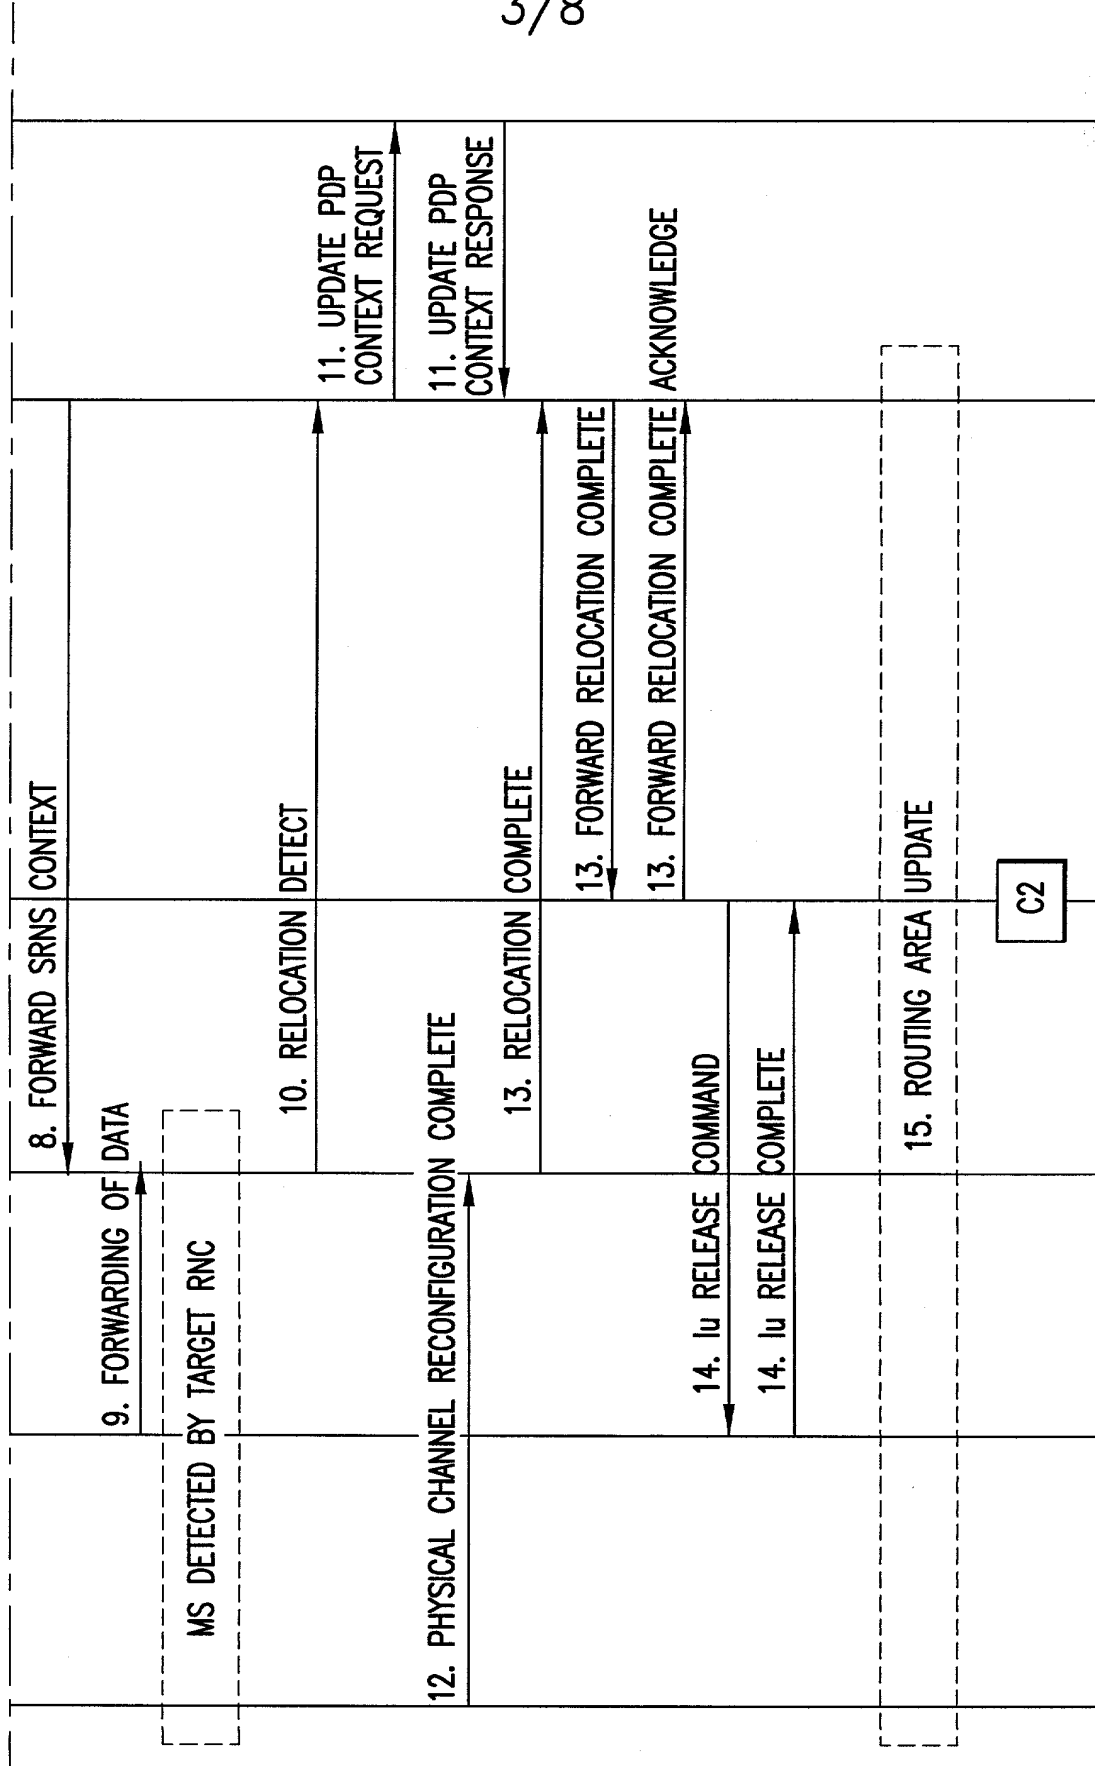 3/8
8. FORWARD SRNS CONTEXT
9. FORWARDING OF DATA
MS DETECTED BY TARGET RNC
10. RELOCATION DETECT
11. UPDATE PDP
CONTEXT REQUEST
12. PHYSICAL CHANNEL RECONFIGURATION COMPLETE
11. UPDATE PDP
CONTEXT RESPONSE
13. RELOCATION COMPLETE
13. FORWARD RELOCATION COMPLETE
13. FORWARD RELOCATION COMPLETE ACKNOWLEDGE
14. Iu RELEASE COMMAND
14. Iu RELEASE COMPLETE
15. ROUTING AREA UPDATE
C2